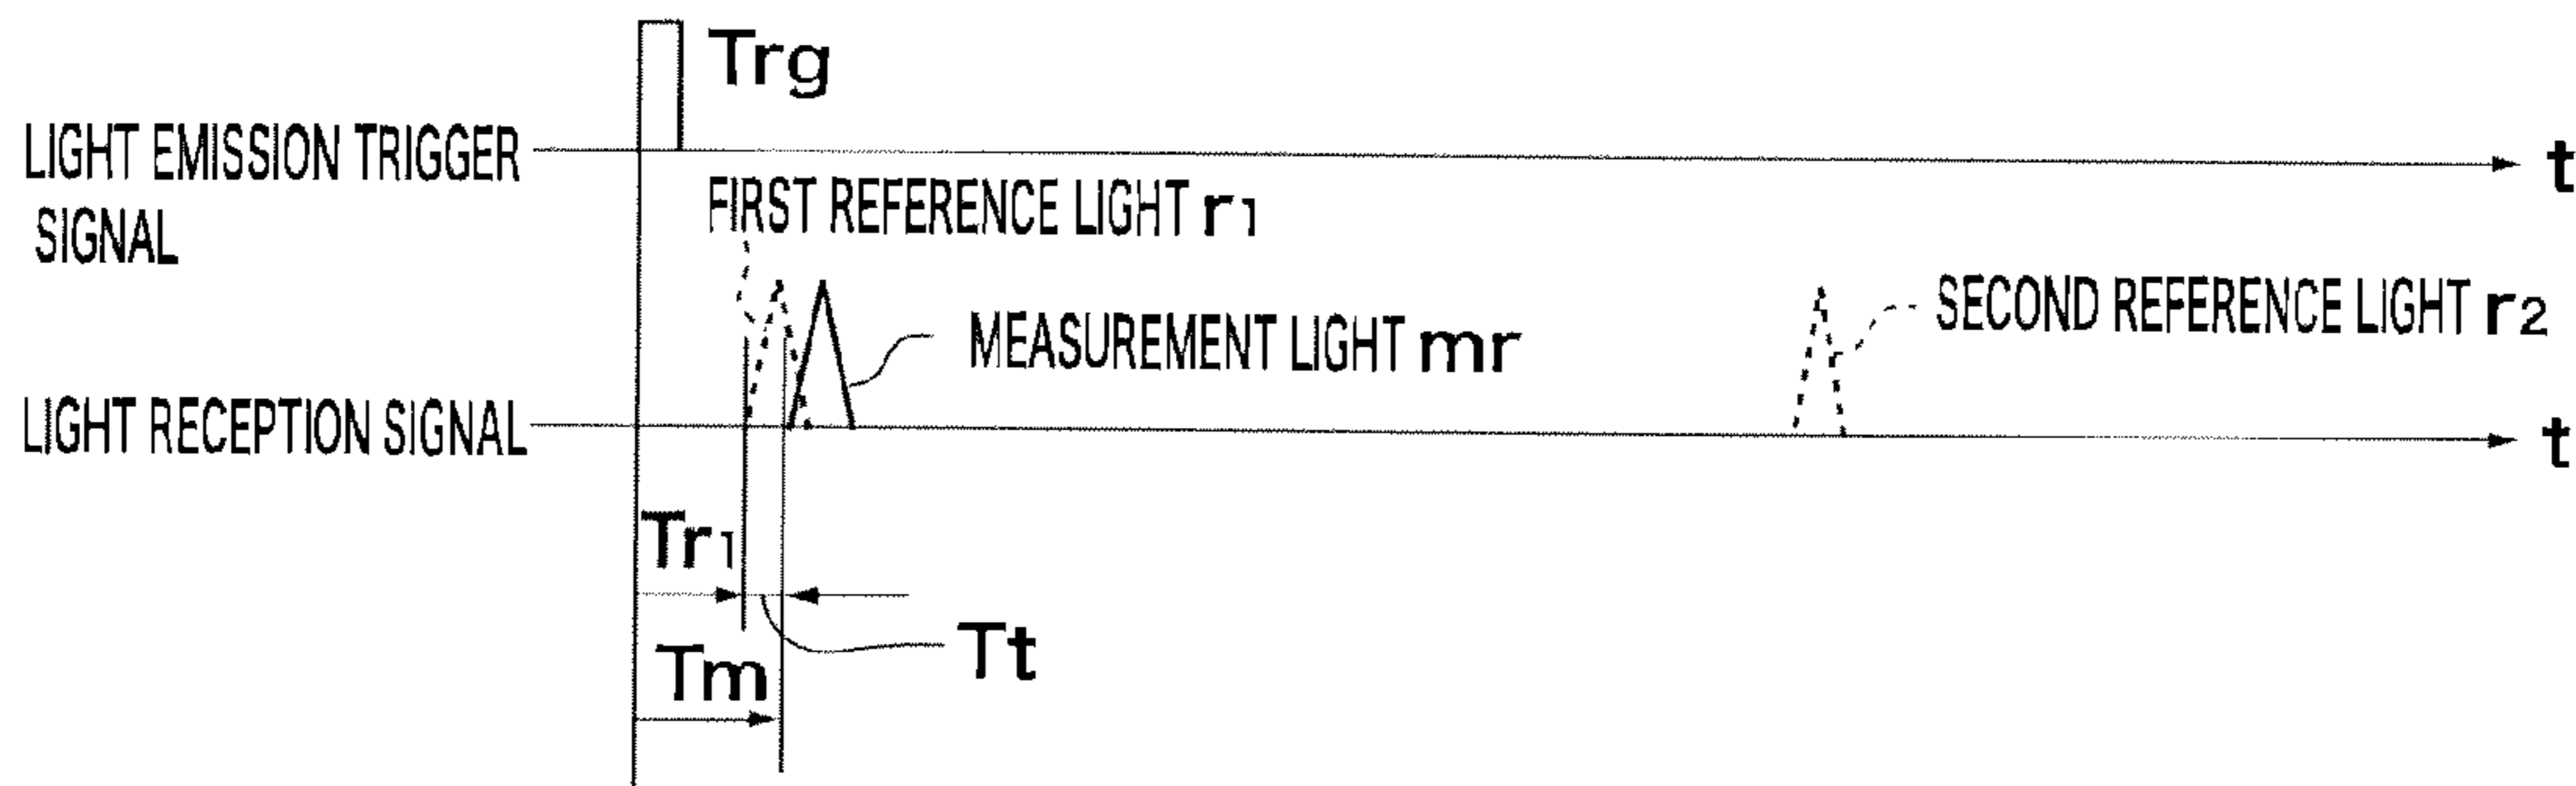 Trg
LIGHT EMISSION TRIGGER
SIGNAL
t
FIRST REFERENCE LIGHT r1
MEASUREMENT LIGHT mr
SECOND REFERENCE LIGHT r2
LIGHT RECEPTION SIGNAL
t
Tr1
Tt
Tm